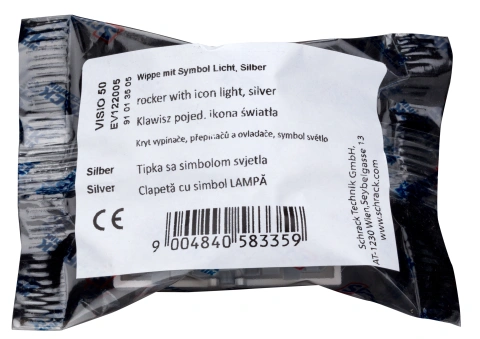 VISIO 50
EV122005
91 01 35 05
Wippe mit Symbol Licht, Silber
rocker with icon light, silver
Klawisz pojed. ikona światła
Kryt vypínače, přepínačů a ovladače, symbol světlo
Silber
Silver
Tipka sa simbolom svjetla
Clapetă cu simbol LAMPĂ
CE
9 004840 583359
Schrack Technik GmbH,
AT-1230 Wien,Seybelgasse 13
www.schrack.com